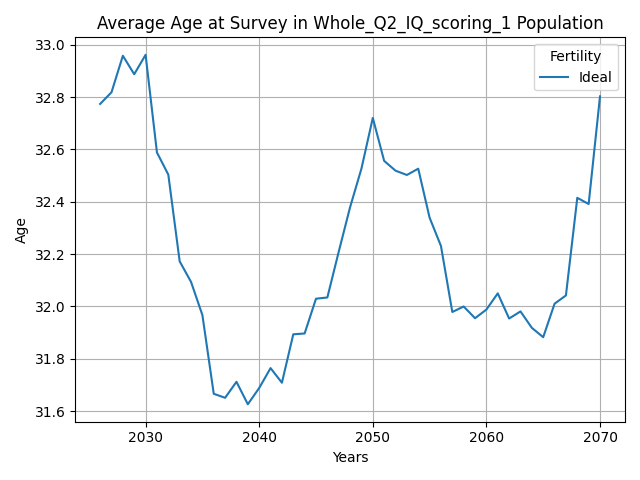 Average Age at Survey in Whole_Q2_IQ_scoring_1 Population
33.0
32.8
32.6
32.4
32.2
32.0
31.8
31.6
Age
Fertility
Ideal
2030 2040 2050 2060 2070
Years